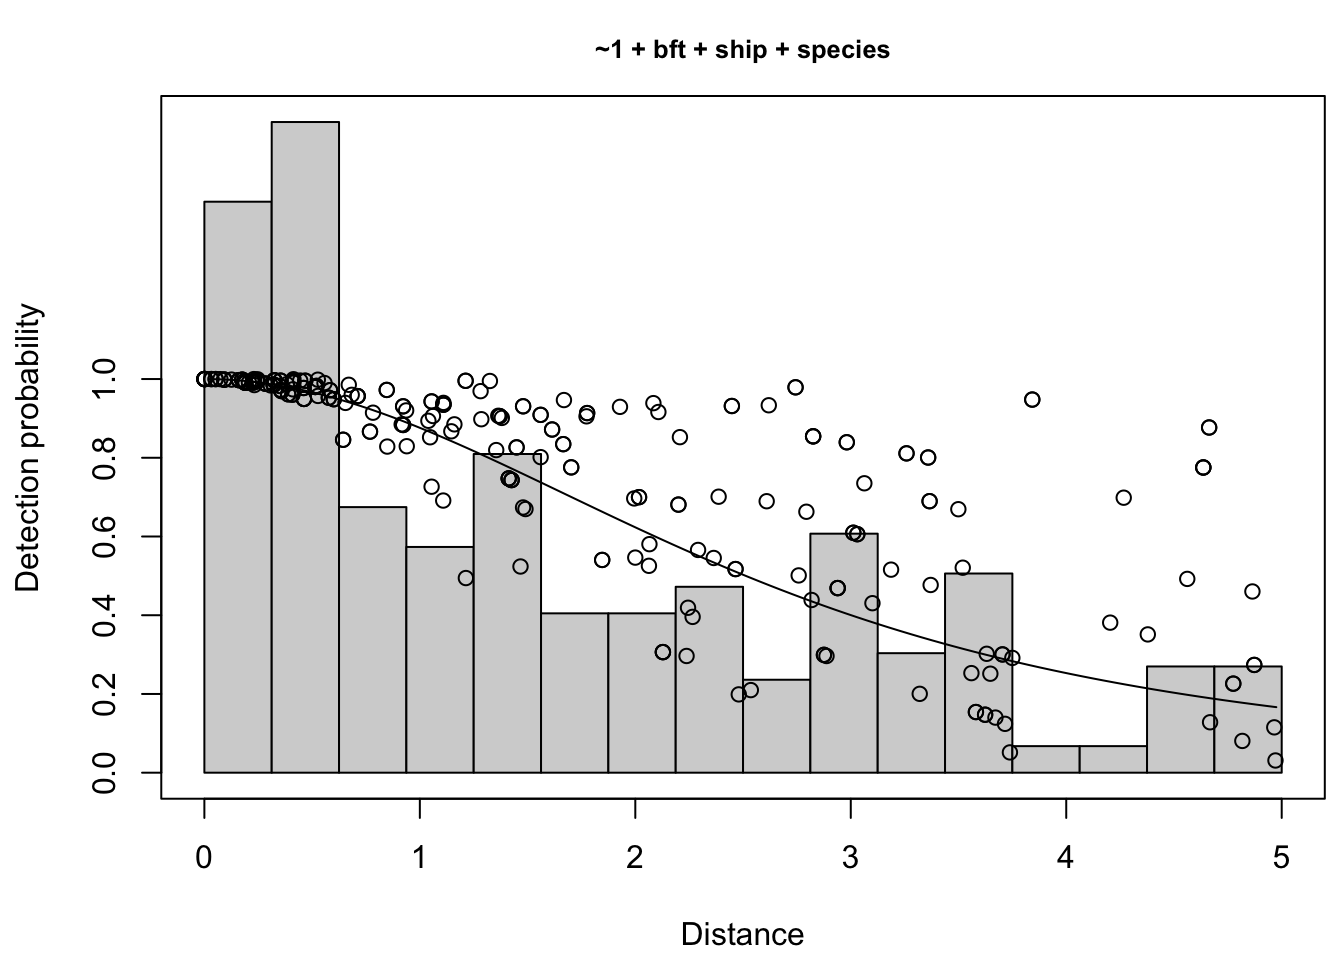 ~1 + bft + ship + species
Detection probability
1.0
0.8
0.6
0.4
0.2
0.0
0 1 2 3 4 5
Distance